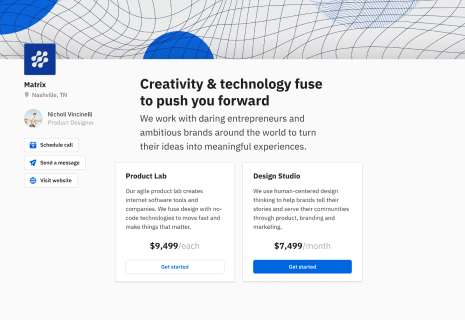 Matrix
Nashville, TN
Nicholi Vincinelli
Product Designer
Schedule call
Send a message
Visit website
Creativity & technology fuse
to push you forward
We work with daring entrepreneurs and
ambitious brands around the world to turn
their ideas into meaningful experiences.
Product Lab
Our agile product lab creates
internet software tools and
companies. We fuse design with no-
code technologies to move fast and
make things that matter.
$9,499/each
Get started
Design Studio
We use human-centered design
thinking to help brands tell their
stories and serve their communities
through product, branding and
marketing.
$7,499/month
Get started